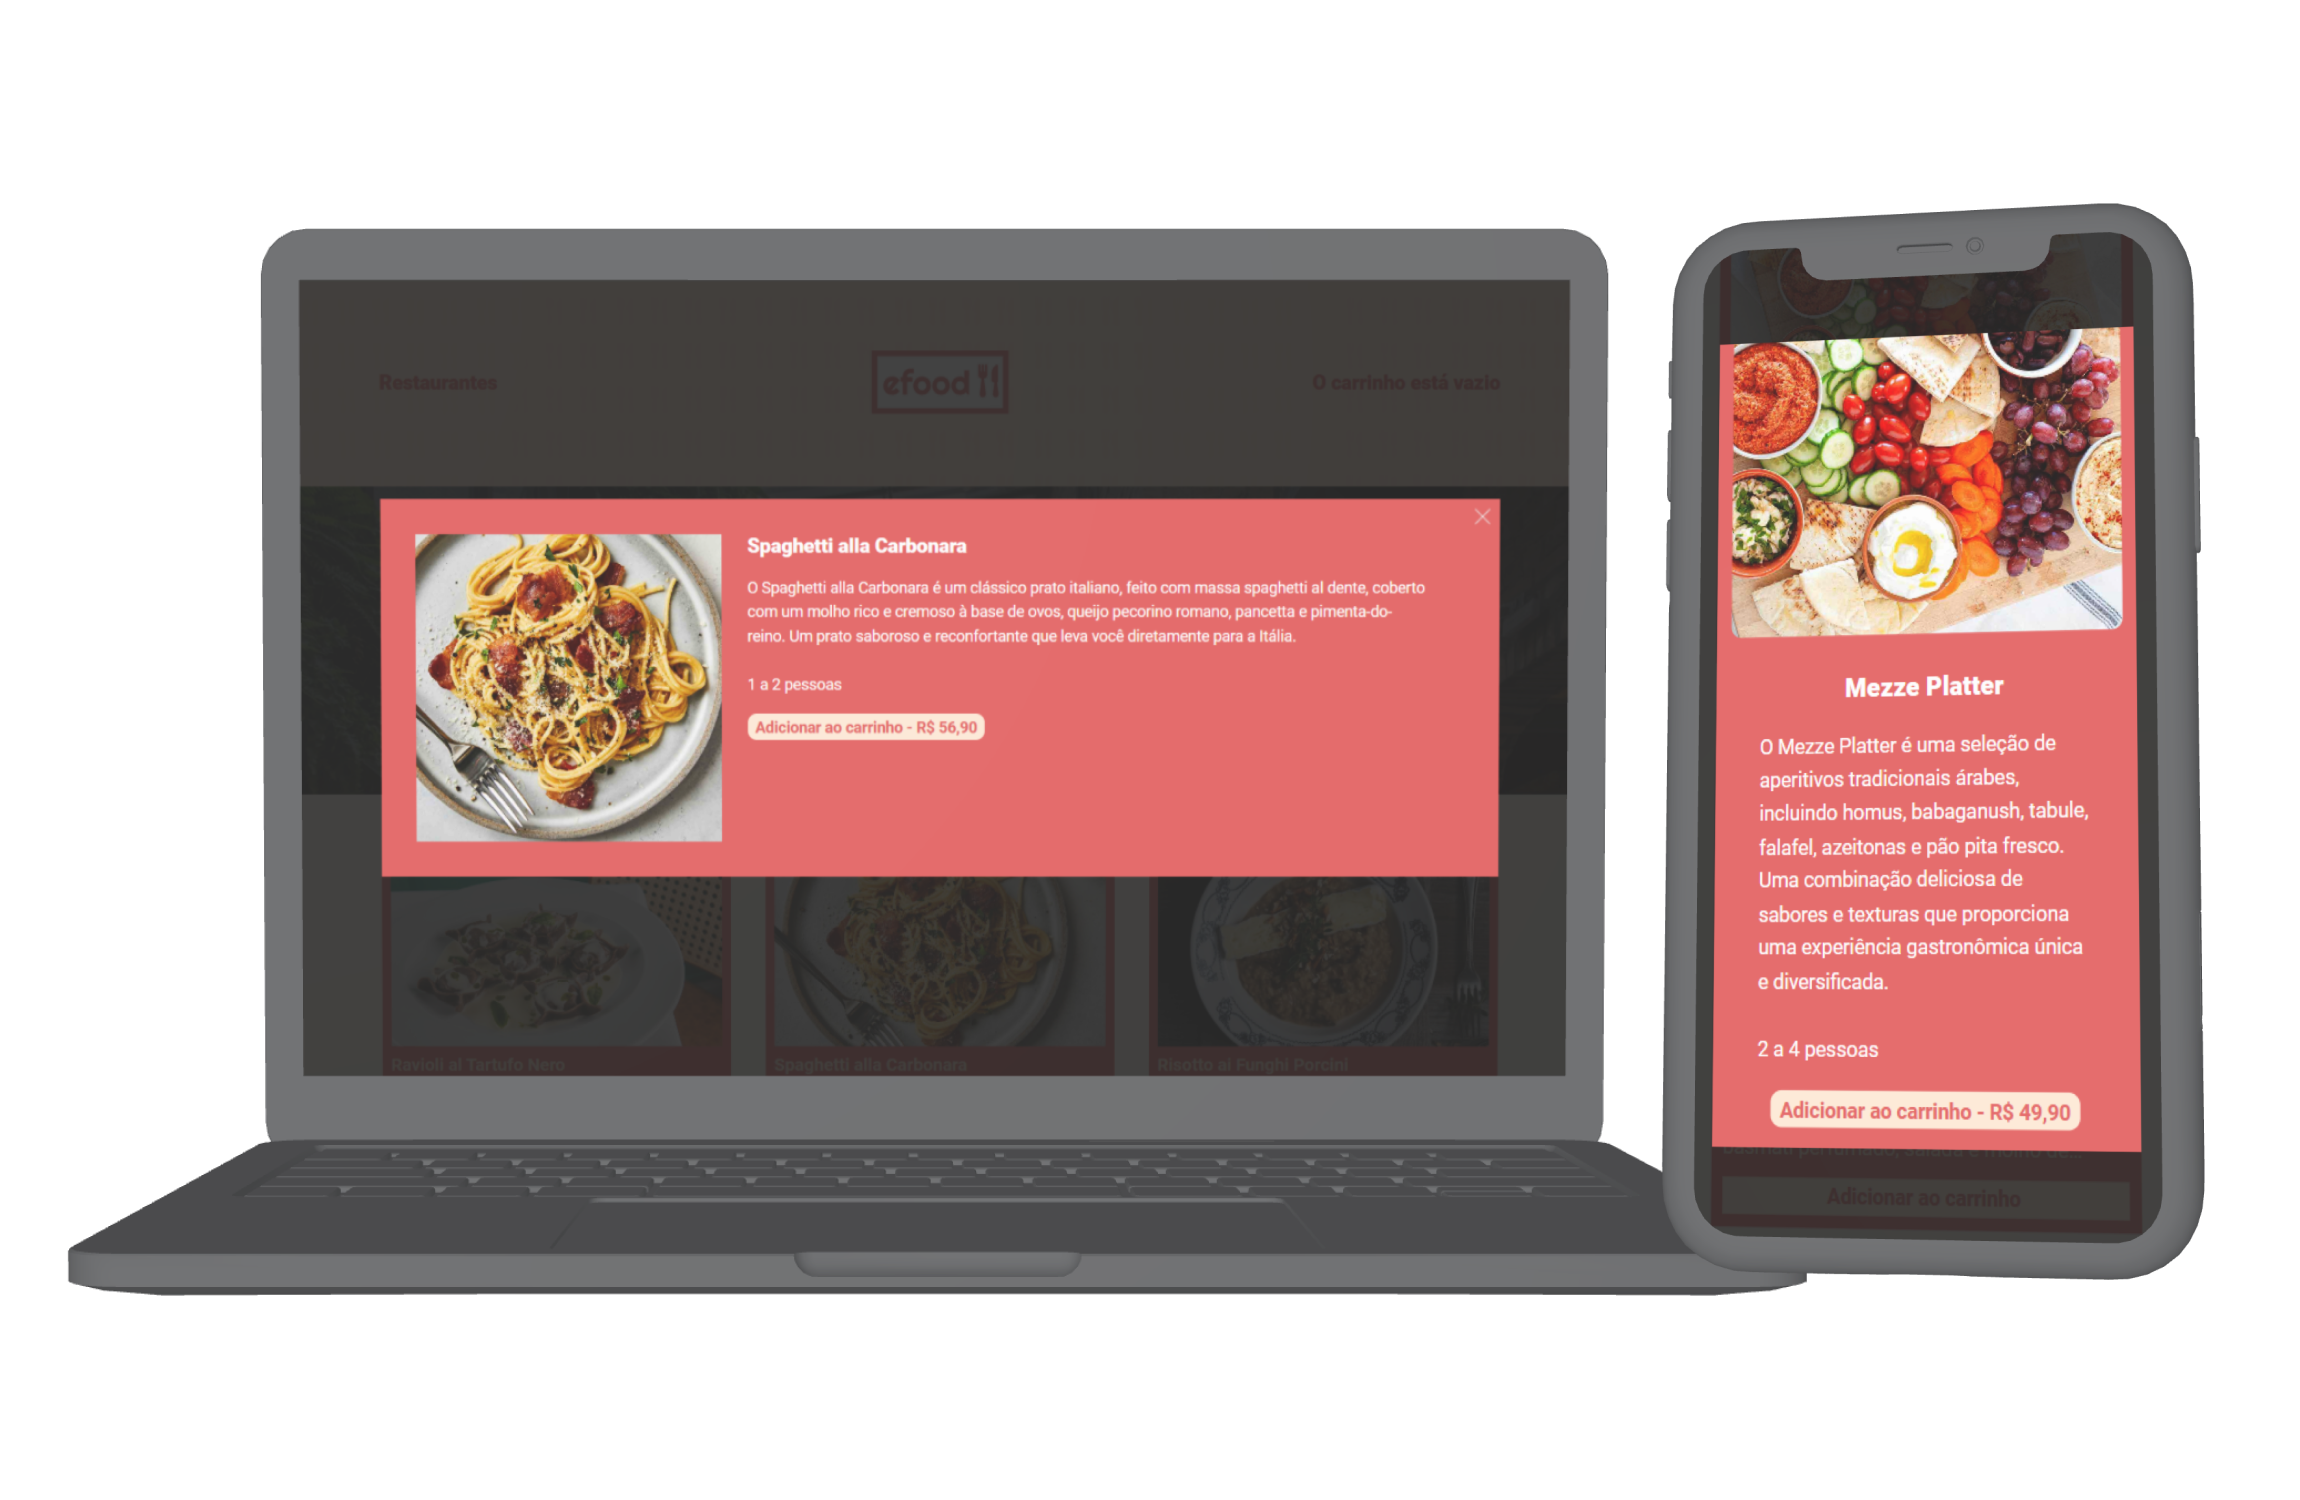 Restaurantes
efood
O carrinho está vazio
Spaghetti alla Carbonara
O Spaghetti alla Carbonara é um clássico prato italiano, feito com massa spaghetti al dente, coberto
com um molho rico e cremoso à base de ovos, queijo pecorino romano, pancetta e pimenta-do-
reino. Um prato saboroso e reconfortante que leva você diretamente para a Itália.
1 a 2 pessoas
Adicionar ao carrinho - R$ 56,90
Ravioli al Tartufo Nero
Spaghetti alla Carbonara
Risotto ai Funghi Porcini
Mezze Platter
O Mezze Platter é uma seleção de
aperitivos tradicionais árabes,
incluindo homus, babaganush, tabule,
falafel, azeitonas e pão pita fresco.
Uma combinação deliciosa de
sabores e texturas que proporciona
uma experiência gastronômica única
e diversificada.
2 a 4 pessoas
Adicionar ao carrinho - R$ 49,90
Adicionar ao carrinho